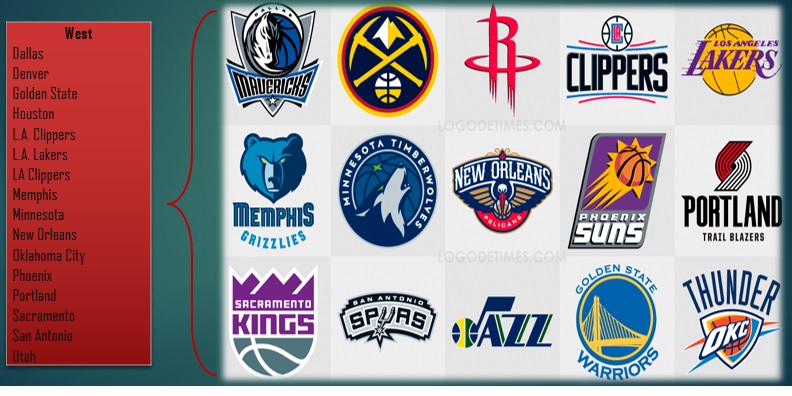 West
Dallas
Denver
Golden State
Houston
L.A. Clippers
L.A. Lakers
LA Clippers
Memphis
Minnesota
New Orleans
Oklahoma City
Phoenix
Portland
Sacramento
San Antonio
Utah
DALLAS
MAVERICKS
R
LA
CLIPPERS
LOS ANGELES
LAKERS
LOGODETIMES.COM
MEMPHIS
GRIZZLIES
MINNESOTA TIMBERWOLVES
NEW ORLEANS
PELICANS
PHOENIX
SUNS
PORTLAND
TRAIL BLAZERS
LOGODETIMES.COM
SACRAMENTO
KINGS
SAN ANTONIO
SPURS
JAZZ
GOLDEN STATE
WARRIORS
THUNDER
OKC